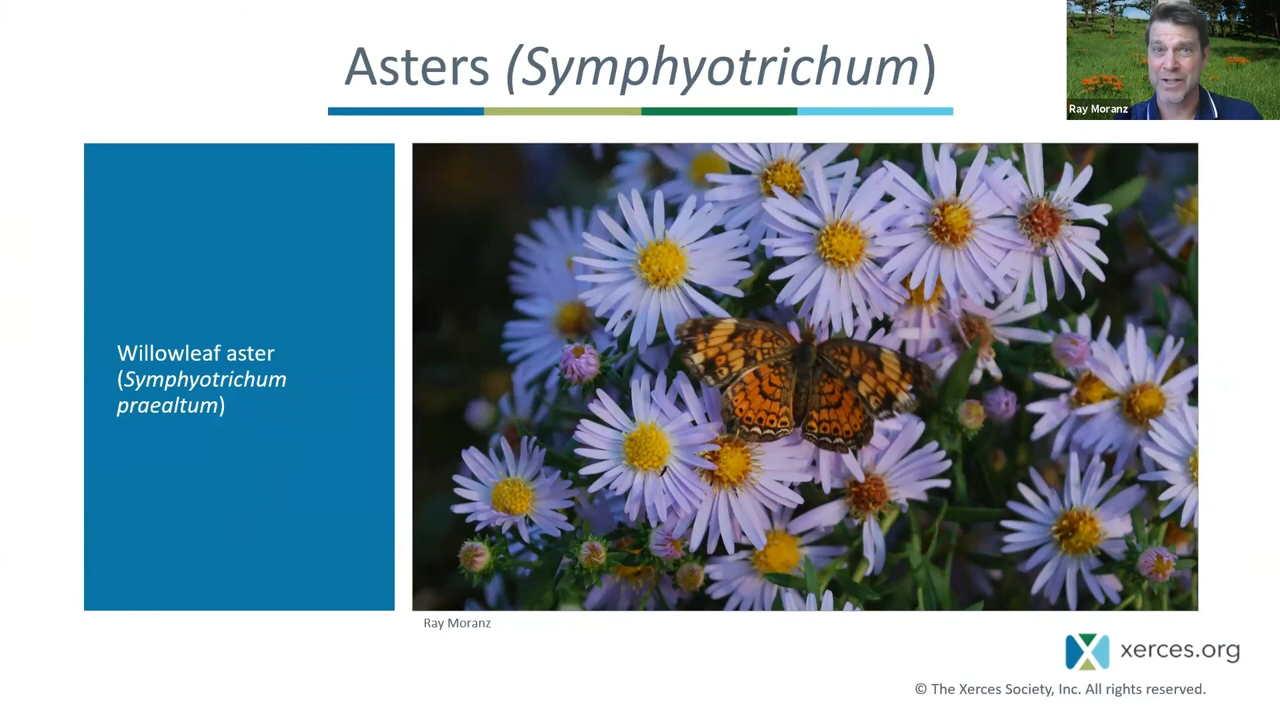 Asters (Symphyotrichum)
Ray Moranz
Willowleaf aster
(Symphyotrichum
praealtum)
Ray Moranz
xerces.org
© The Xerces Society, Inc. All rights reserved.